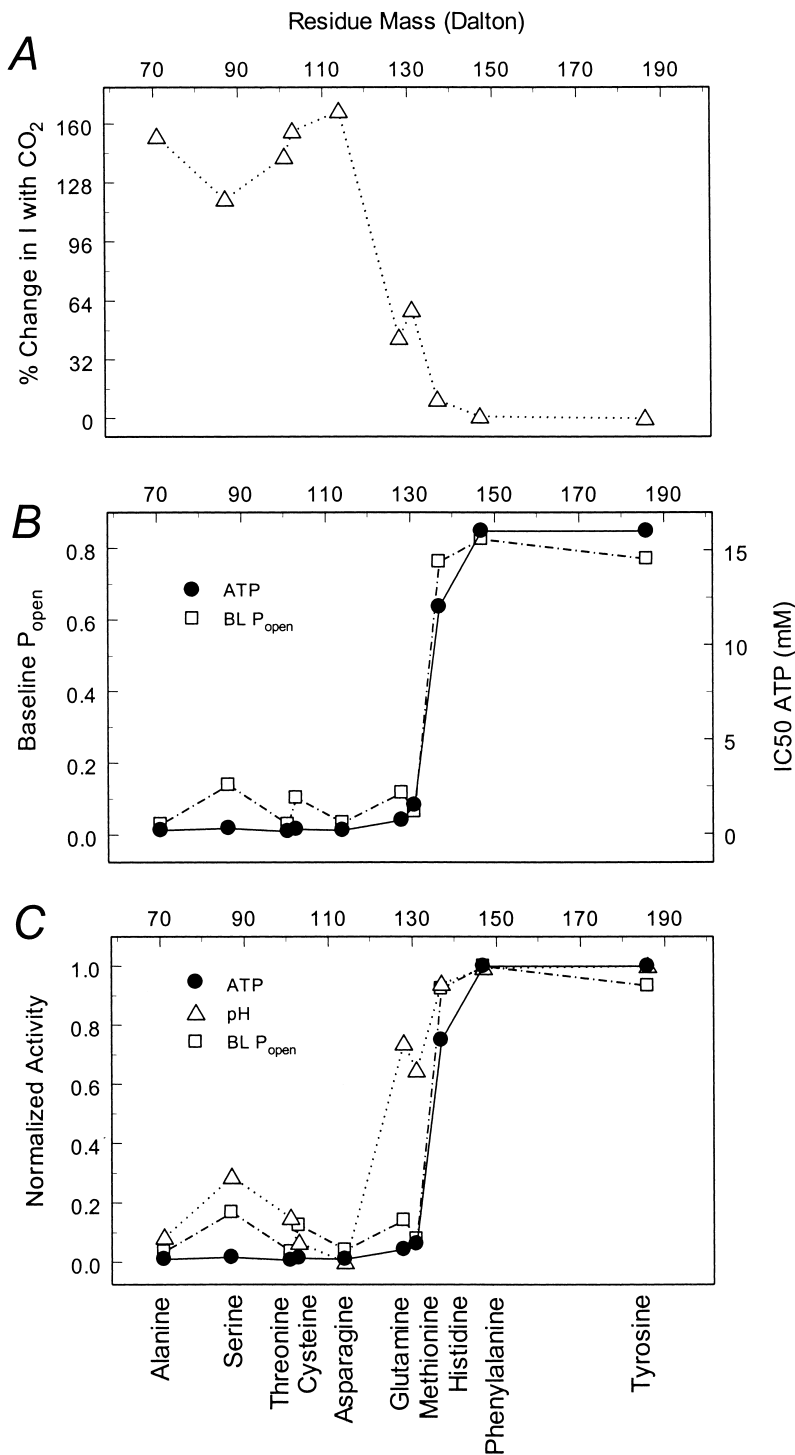 Residue Mass (Dalton)
A
70 90 110 130 150 170 190
% Change in I with CO2
160
128
96
64
32
0
B
70 90 110 130 150 170 190
Baseline Popen
0.8
0.6
0.4
0.2
0.0
ATP
BL Popen
15
10
5
0
IC50 ATP (mM)
C
70 90 110 130 150 170 190
Normalized Activity
1.0
0.8
0.6
0.4
0.2
0.0
ATP
pH
BL Popen
Alanine
Serine
Threonine
Cysteine
Asparagine
Glutamine
Methionine
Histidine
Phenylalanine
Tyrosine